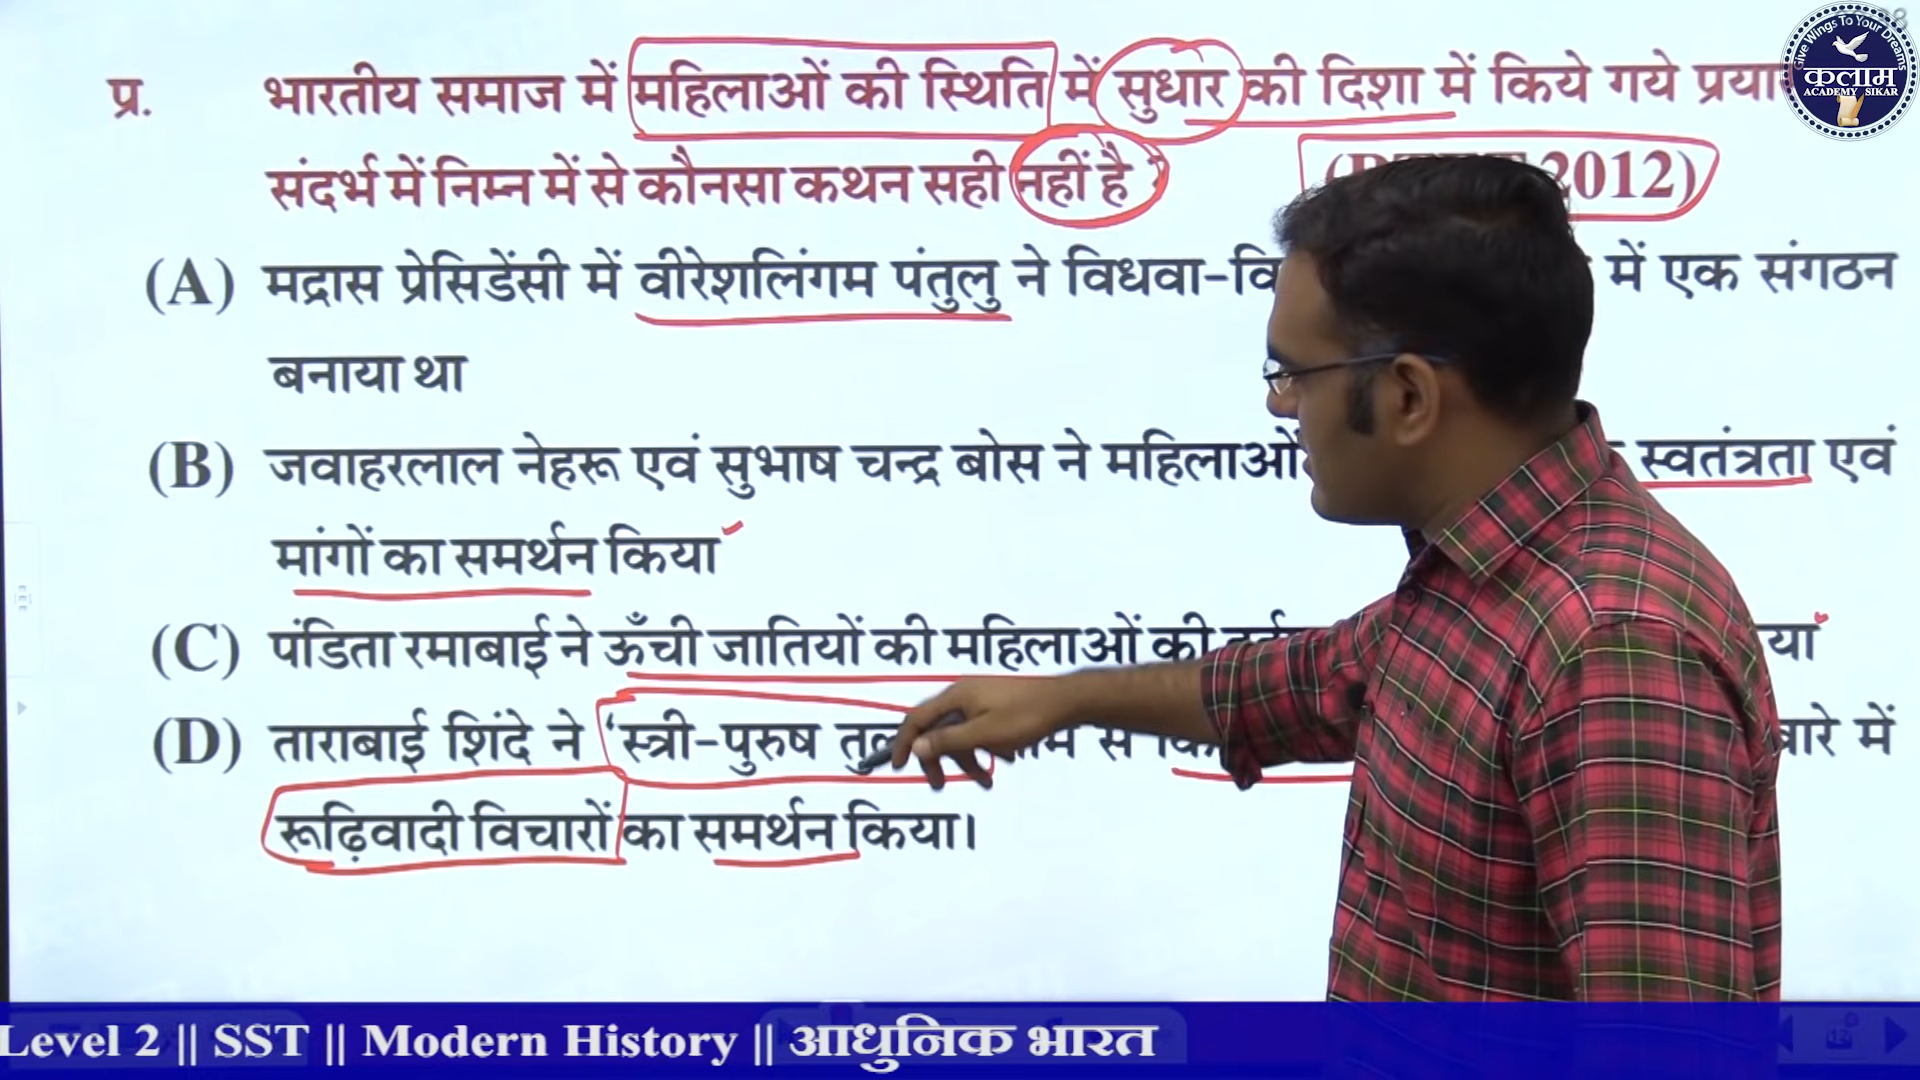 प्र. भारतीय समाज में महिलाओं की स्थिति में सुधार की दिशा में किये गये
संदर्भ में निम्न में से कौनसा कथन सही नहीं है 2012)
(A) मद्रास प्रेसिडेंसी में वीरेशलिंगम पंतुलु ने में एक संगठन
बनाया था
(B) जवाहरलाल नेहरू एवं सुभाष चन्द्र बोस ने महिलाओं स्वतंत्रता एवं
मांगों का समर्थन किया
(C) पंडिता रमाबाई ने ऊँची जातियों की महिलाओं की
(D) ताराबाई शिंदे ने 'स्त्री-पुरुष बारे में
रूढ़िवादी विचारों का समर्थन किया।
Give Wings To Your Dreams
कलाम
ACADEMY SIKAR
Level 2 || SST || Modern History || आधुनिक भारत